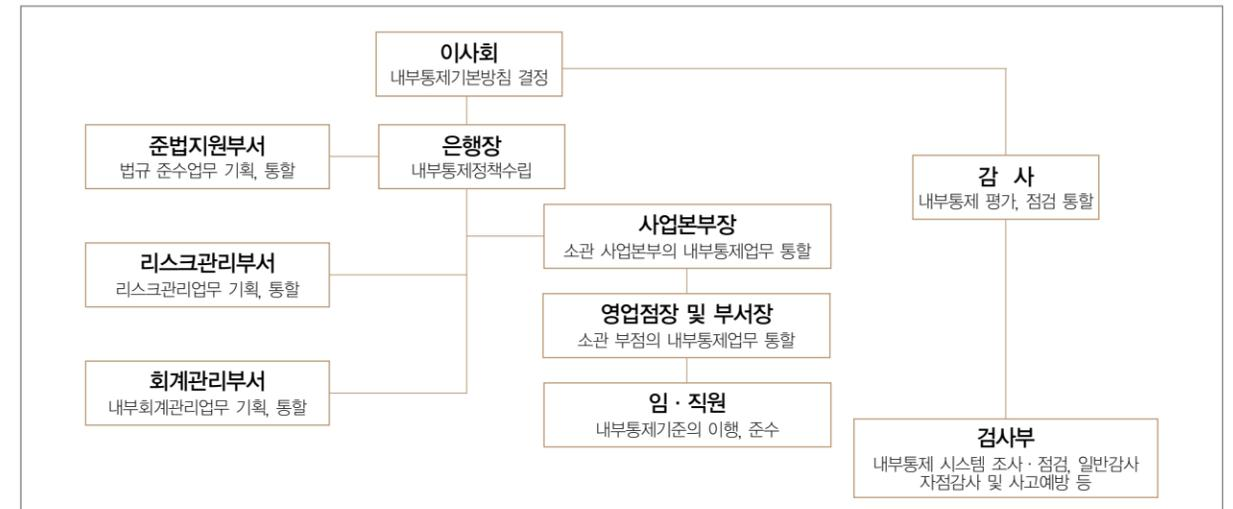 이사회
내부통제기본방침 결정
준법지원부서
법규 준수업무 기획, 통할
은행장
내부통제정책수립
감 사
내부통제 평가, 점검 통할
사업본부장
소관 사업본부의 내부통제업무 통할
리스크관리부서
리스크관리업무 기획, 통할
영업점장 및 부서장
소관 부점의 내부통제업무 통할
회계관리부서
내부회계관리업무 기획, 통할
임 · 직원
내부통제기준의 이행, 준수
검사부
내부통제 시스템 조사 · 점검, 일반감사
자점감사 및 사고예방 등